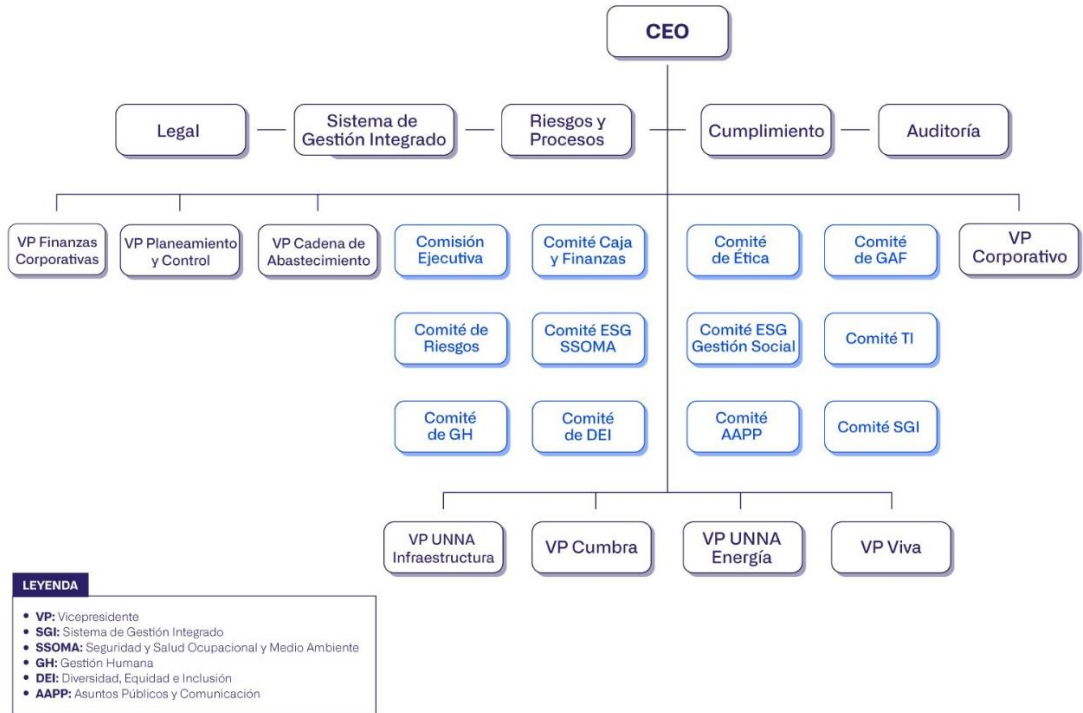 CEO
Legal
Sistema de
Gestión Integrado
Riesgos y
Procesos
Cumplimiento
Auditoría
VP Finanzas
Corporativas
VP Planeamiento
y Control
VP Cadena de
Abastecimiento
Comisión
Ejecutiva
Comité Caja
y Finanzas
Comité
de Ética
Comité
de GAF
VP
Corporativo
Comité de
Riesgos
Comité ESG
SSOMA
Comité ESG
Gestión Social
Comité TI
Comité
de GH
Comité
de DEI
Comité
AAPP
Comité SGI
VP UNNA
Infraestructura
VP Cumbra
VP UNNA
Energía
VP Viva
LEYENDA
• VP: Vicepresidente
• SGI: Sistema de Gestión Integrado
• SSOMA: Seguridad y Salud Ocupacional y Medio Ambiente
• GH: Gestión Humana
• DEI: Diversidad, Equidad e Inclusión
• AAPP: Asuntos Públicos y Comunicación